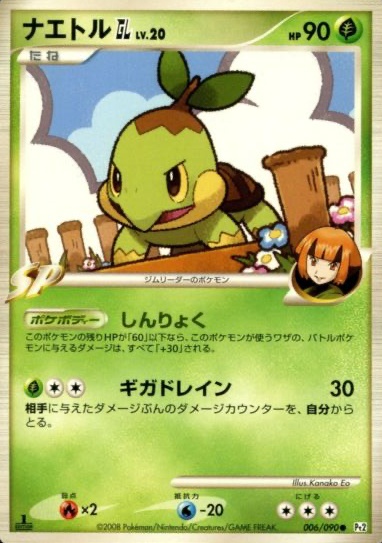 ナエトル GL LV.20 HP 90
たね
ジムリーダーのポケモン
SP
ポケボディー しんりょく
このポケモンの残りHPが「60」以下なら、このポケモンが使うワザの、バトルポケ
モンに与えるダメージは、すべて「+30」される。
ギガドレイン 30
相手に与えたダメージぶんのダメージカウンターを、自分から
とる。
Illus.Kanako Eo
弱点 抵抗力 にげる
×2 -20
1 EDITION ©2008 Pokémon/Nintendo/Creatures/GAME FREAK. 006/090● Pt2